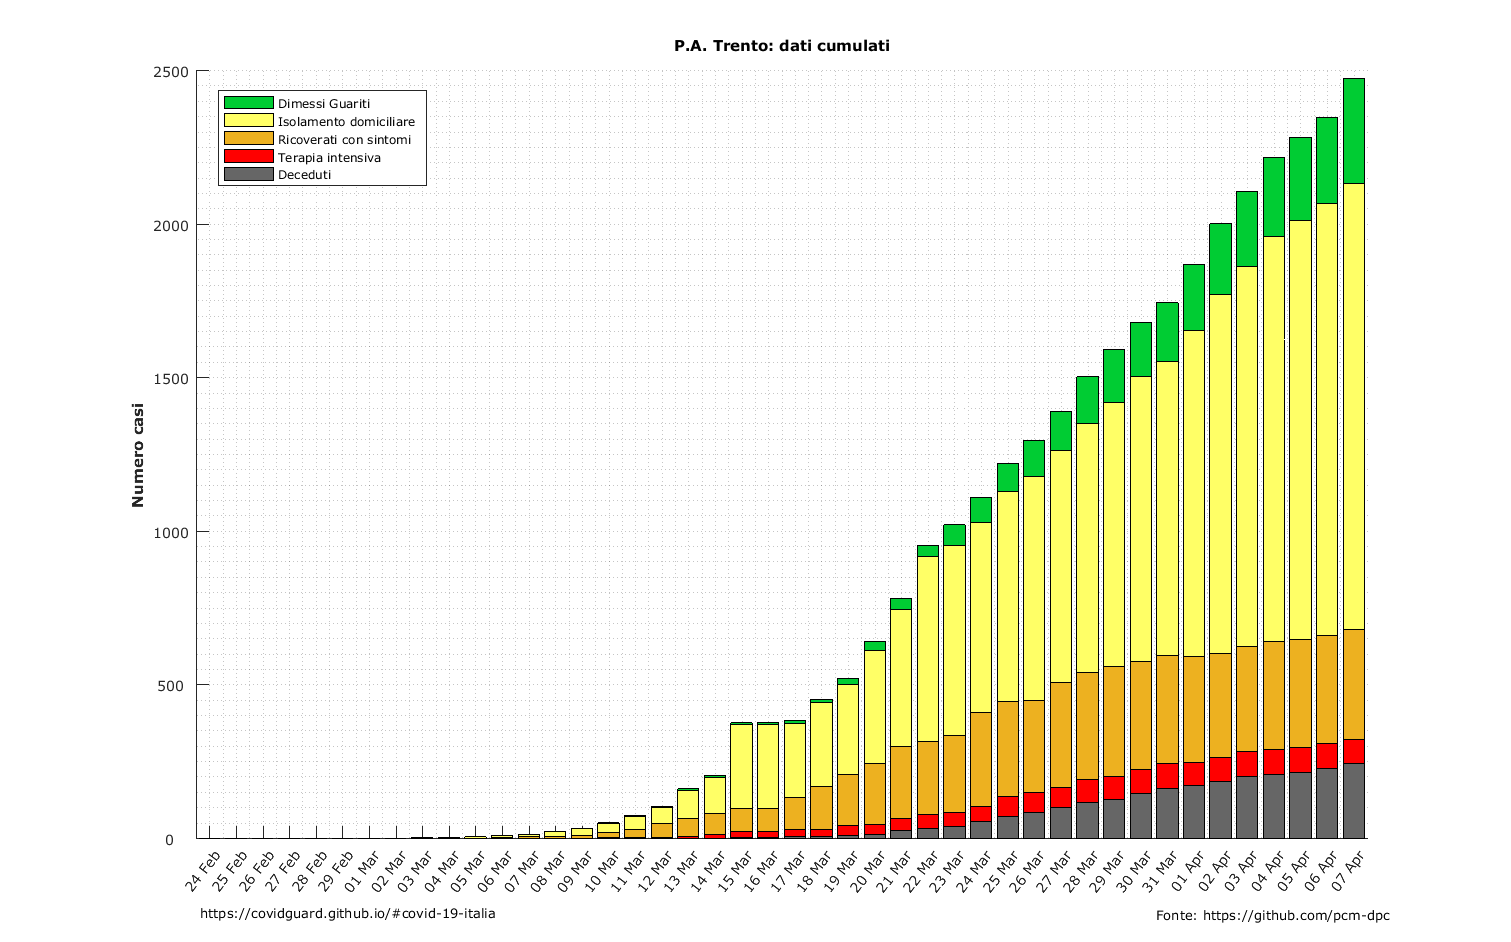 P.A. Trento: dati cumulati
2500
2000
1500
1000
500
0
Numero casi
Dimessi Guariti
Isolamento domiciliare
Ricoverati con sintomi
Terapia intensiva
Deceduti
24 Feb
25 Feb
26 Feb
27 Feb
28 Feb
29 Feb
01 Mar
02 Mar
03 Mar
04 Mar
05 Mar
06 Mar
07 Mar
08 Mar
09 Mar
10 Mar
11 Mar
12 Mar
13 Mar
14 Mar
15 Mar
16 Mar
17 Mar
18 Mar
19 Mar
20 Mar
21 Mar
22 Mar
23 Mar
24 Mar
25 Mar
26 Mar
27 Mar
28 Mar
29 Mar
30 Mar
31 Mar
01 Apr
02 Apr
03 Apr
04 Apr
05 Apr
06 Apr
07 Apr
https://covidguard.github.io/#covid-19-italia
Fonte: https://github.com/pcm-dpc